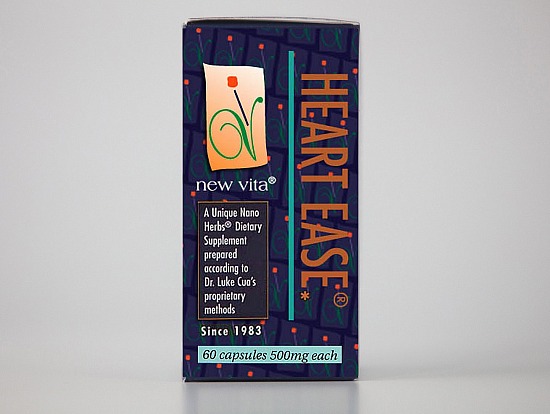 new vita®
A Unique Nano
Herbs® Dietary
Supplement
prepared
according to
Dr. Luke Cua's
proprietary
methods
Since 1983
60 capsules 500mg each
HEART EASE®*